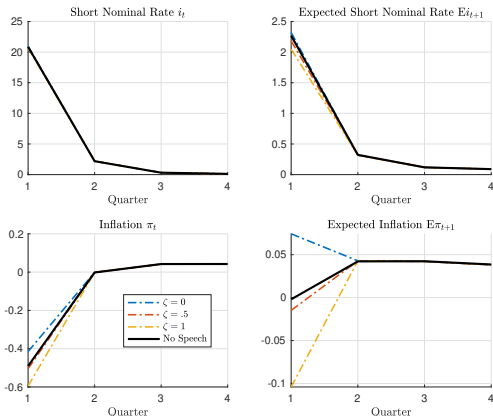 Short Nominal Rate i_t
25
20
15
10
5
0
1 2 3 4
Quarter
Expected Short Nominal Rate Ei_{t+1}
2.5
2
1.5
1
0.5
0
1 2 3 4
Quarter
Inflation π_t
0.2
0
-0.2
-0.4
-0.6
1 2 3 4
Quarter
ζ = 0
ζ = .5
ζ = 1
No Speech
Expected Inflation Eπ_{t+1}
0.05
0
-0.05
-0.1
1 2 3 4
Quarter